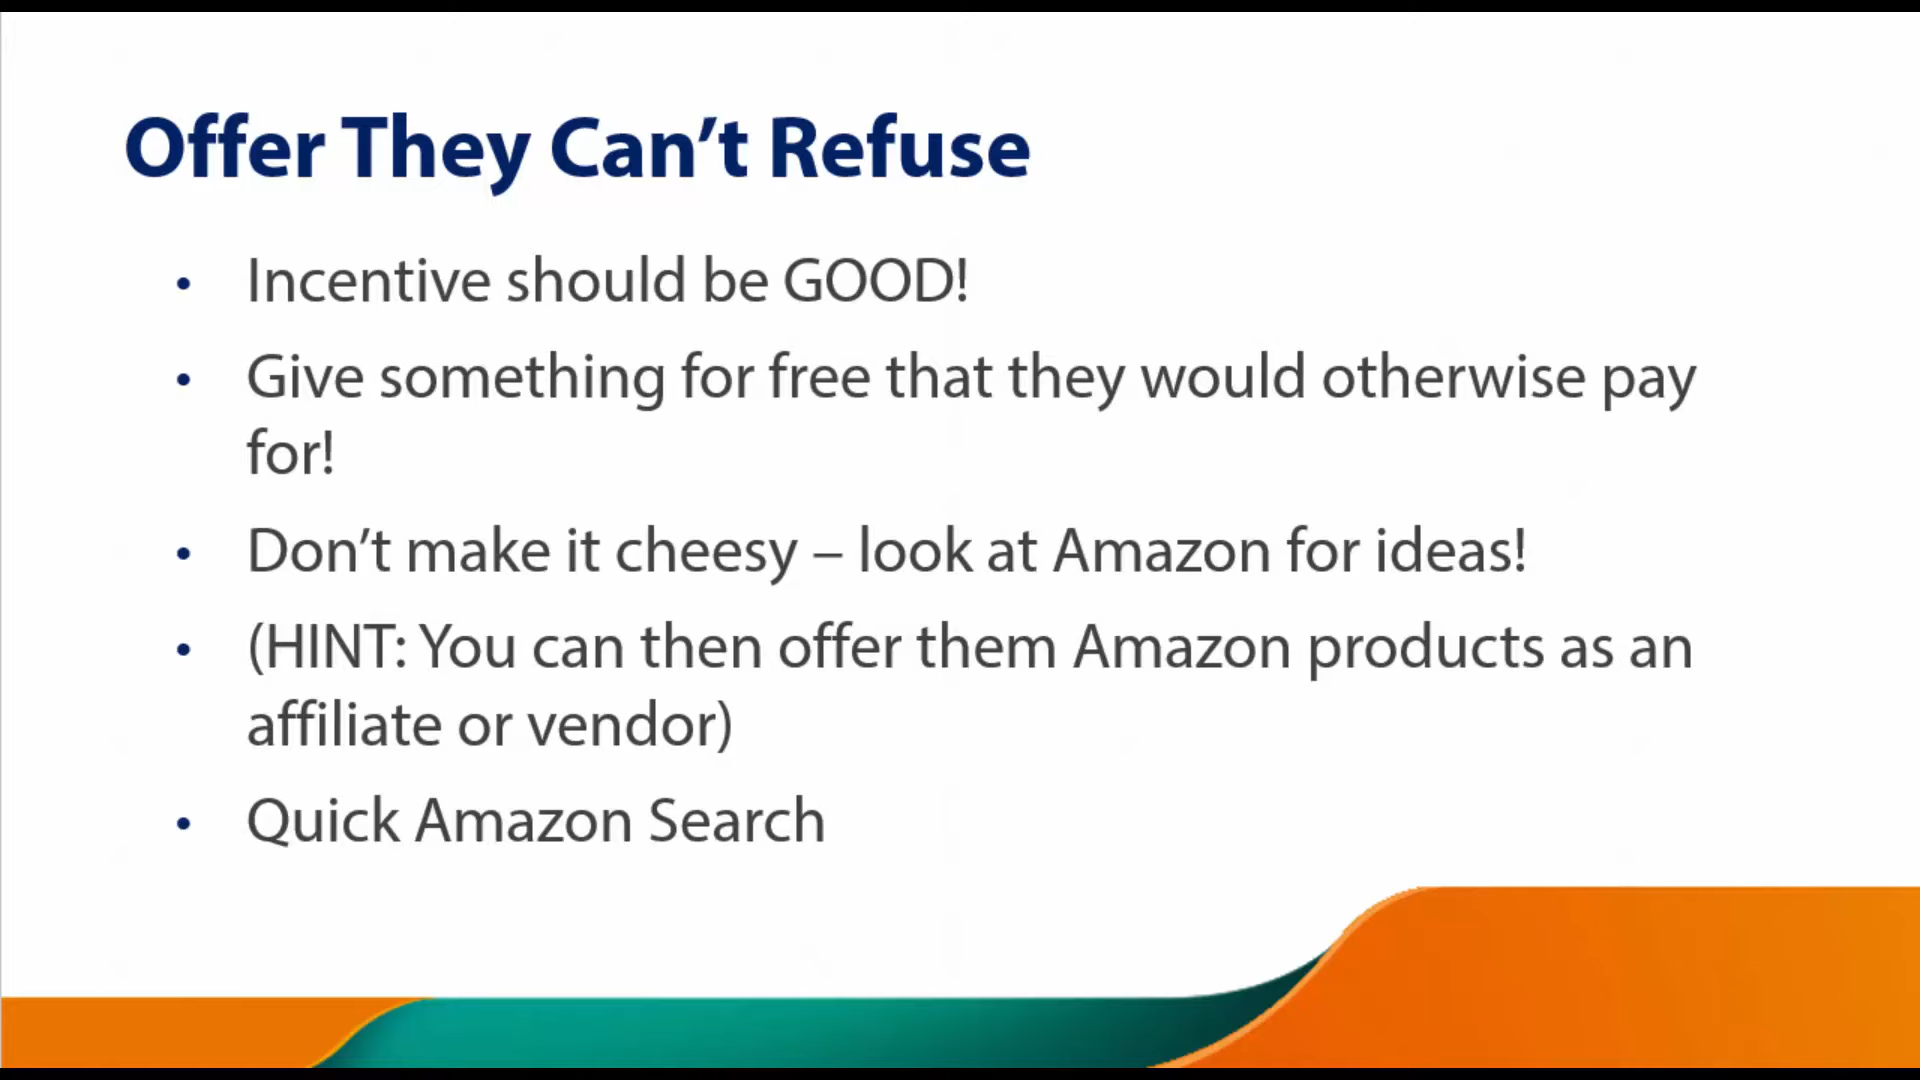 Offer They Can’t Refuse
• Incentive should be GOOD!
• Give something for free that they would otherwise pay
for!
• Don’t make it cheesy – look at Amazon for ideas!
• (HINT: You can then offer them Amazon products as an
affiliate or vendor)
• Quick Amazon Search